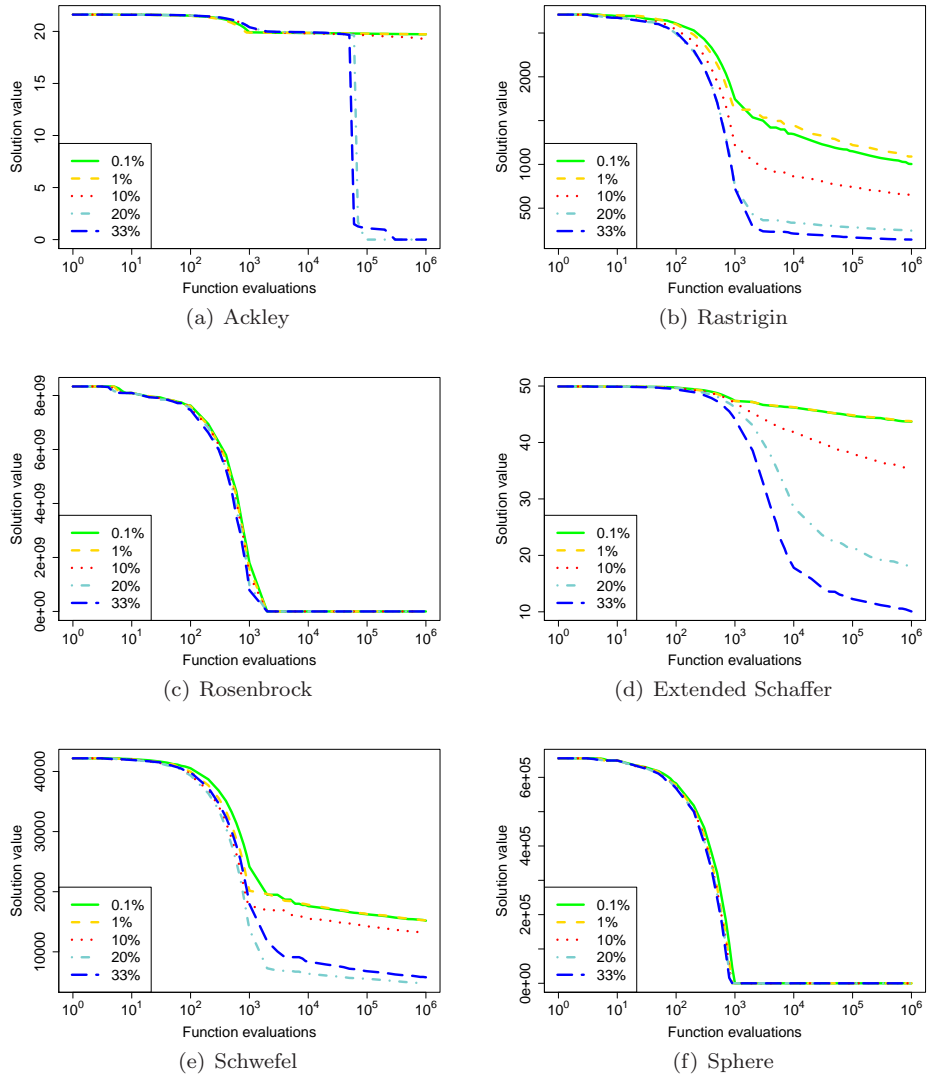 Solution value
20
15
10
5
0
0.1%
1%
10%
20%
33%
10^0 10^1 10^2 10^3 10^4 10^5 10^6
Function evaluations
(a) Ackley
Solution value
2000
1000
500
0.1%
1%
10%
20%
33%
10^0 10^1 10^2 10^3 10^4 10^5 10^6
Function evaluations
(b) Rastrigin
Solution value
8e+09
6e+09
4e+09
2e+09
0e+00
0.1%
1%
10%
20%
33%
10^0 10^1 10^2 10^3 10^4 10^5 10^6
Function evaluations
(c) Rosenbrock
Solution value
50
40
30
20
10
0.1%
1%
10%
20%
33%
10^0 10^1 10^2 10^3 10^4 10^5 10^6
Function evaluations
(d) Extended Schaffer
Solution value
40000
30000
20000
10000
0.1%
1%
10%
20%
33%
10^0 10^1 10^2 10^3 10^4 10^5 10^6
Function evaluations
(e) Schwefel
Solution value
6e+05
4e+05
2e+05
0e+00
0.1%
1%
10%
20%
33%
10^0 10^1 10^2 10^3 10^4 10^5 10^6
Function evaluations
(f) Sphere